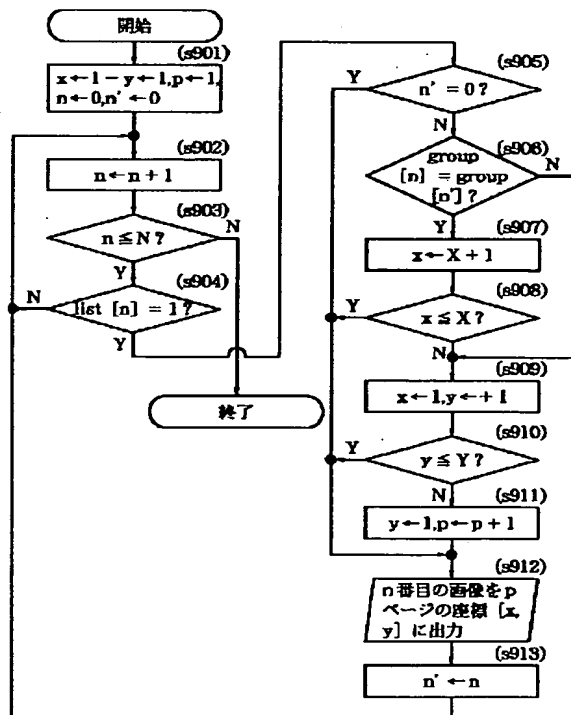 開始
(s901)
x←1－y←1,p←1,
n←0,n'←0
(s902)
n←n＋1
(s903)
n≦N？
N
Y
(s904)
N
list [n] ＝1？
Y
終了
(s905)
Y
n'＝0？
N
(s906)
group
[n] ＝group
[n']？
N
Y
(s907)
x←X＋1
(s908)
Y
x≦X？
N
(s909)
x←1,y←＋1
(s910)
Y
y≦Y？
N
(s911)
y←1,p←p＋1
(s912)
n番目の画像をp
ページの座標 [x,
y] に出力
(s913)
n'←n